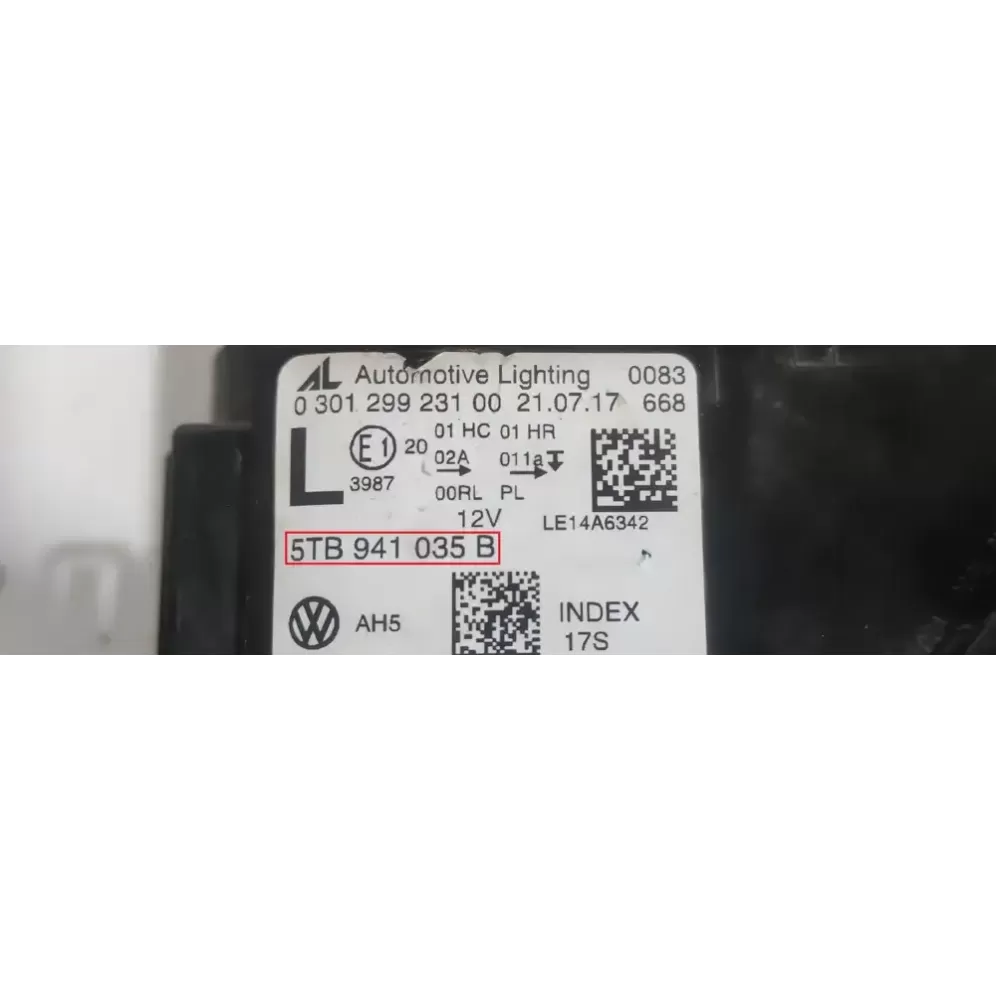 AL Automotive Lighting 0083
0 301 299 231 00 21.07.17 668
L E1 20 01 HC 01 HR
3987 02A 011a
00RL PL
12V LE14A6342
5TB 941 035 B
AH5 INDEX
17S